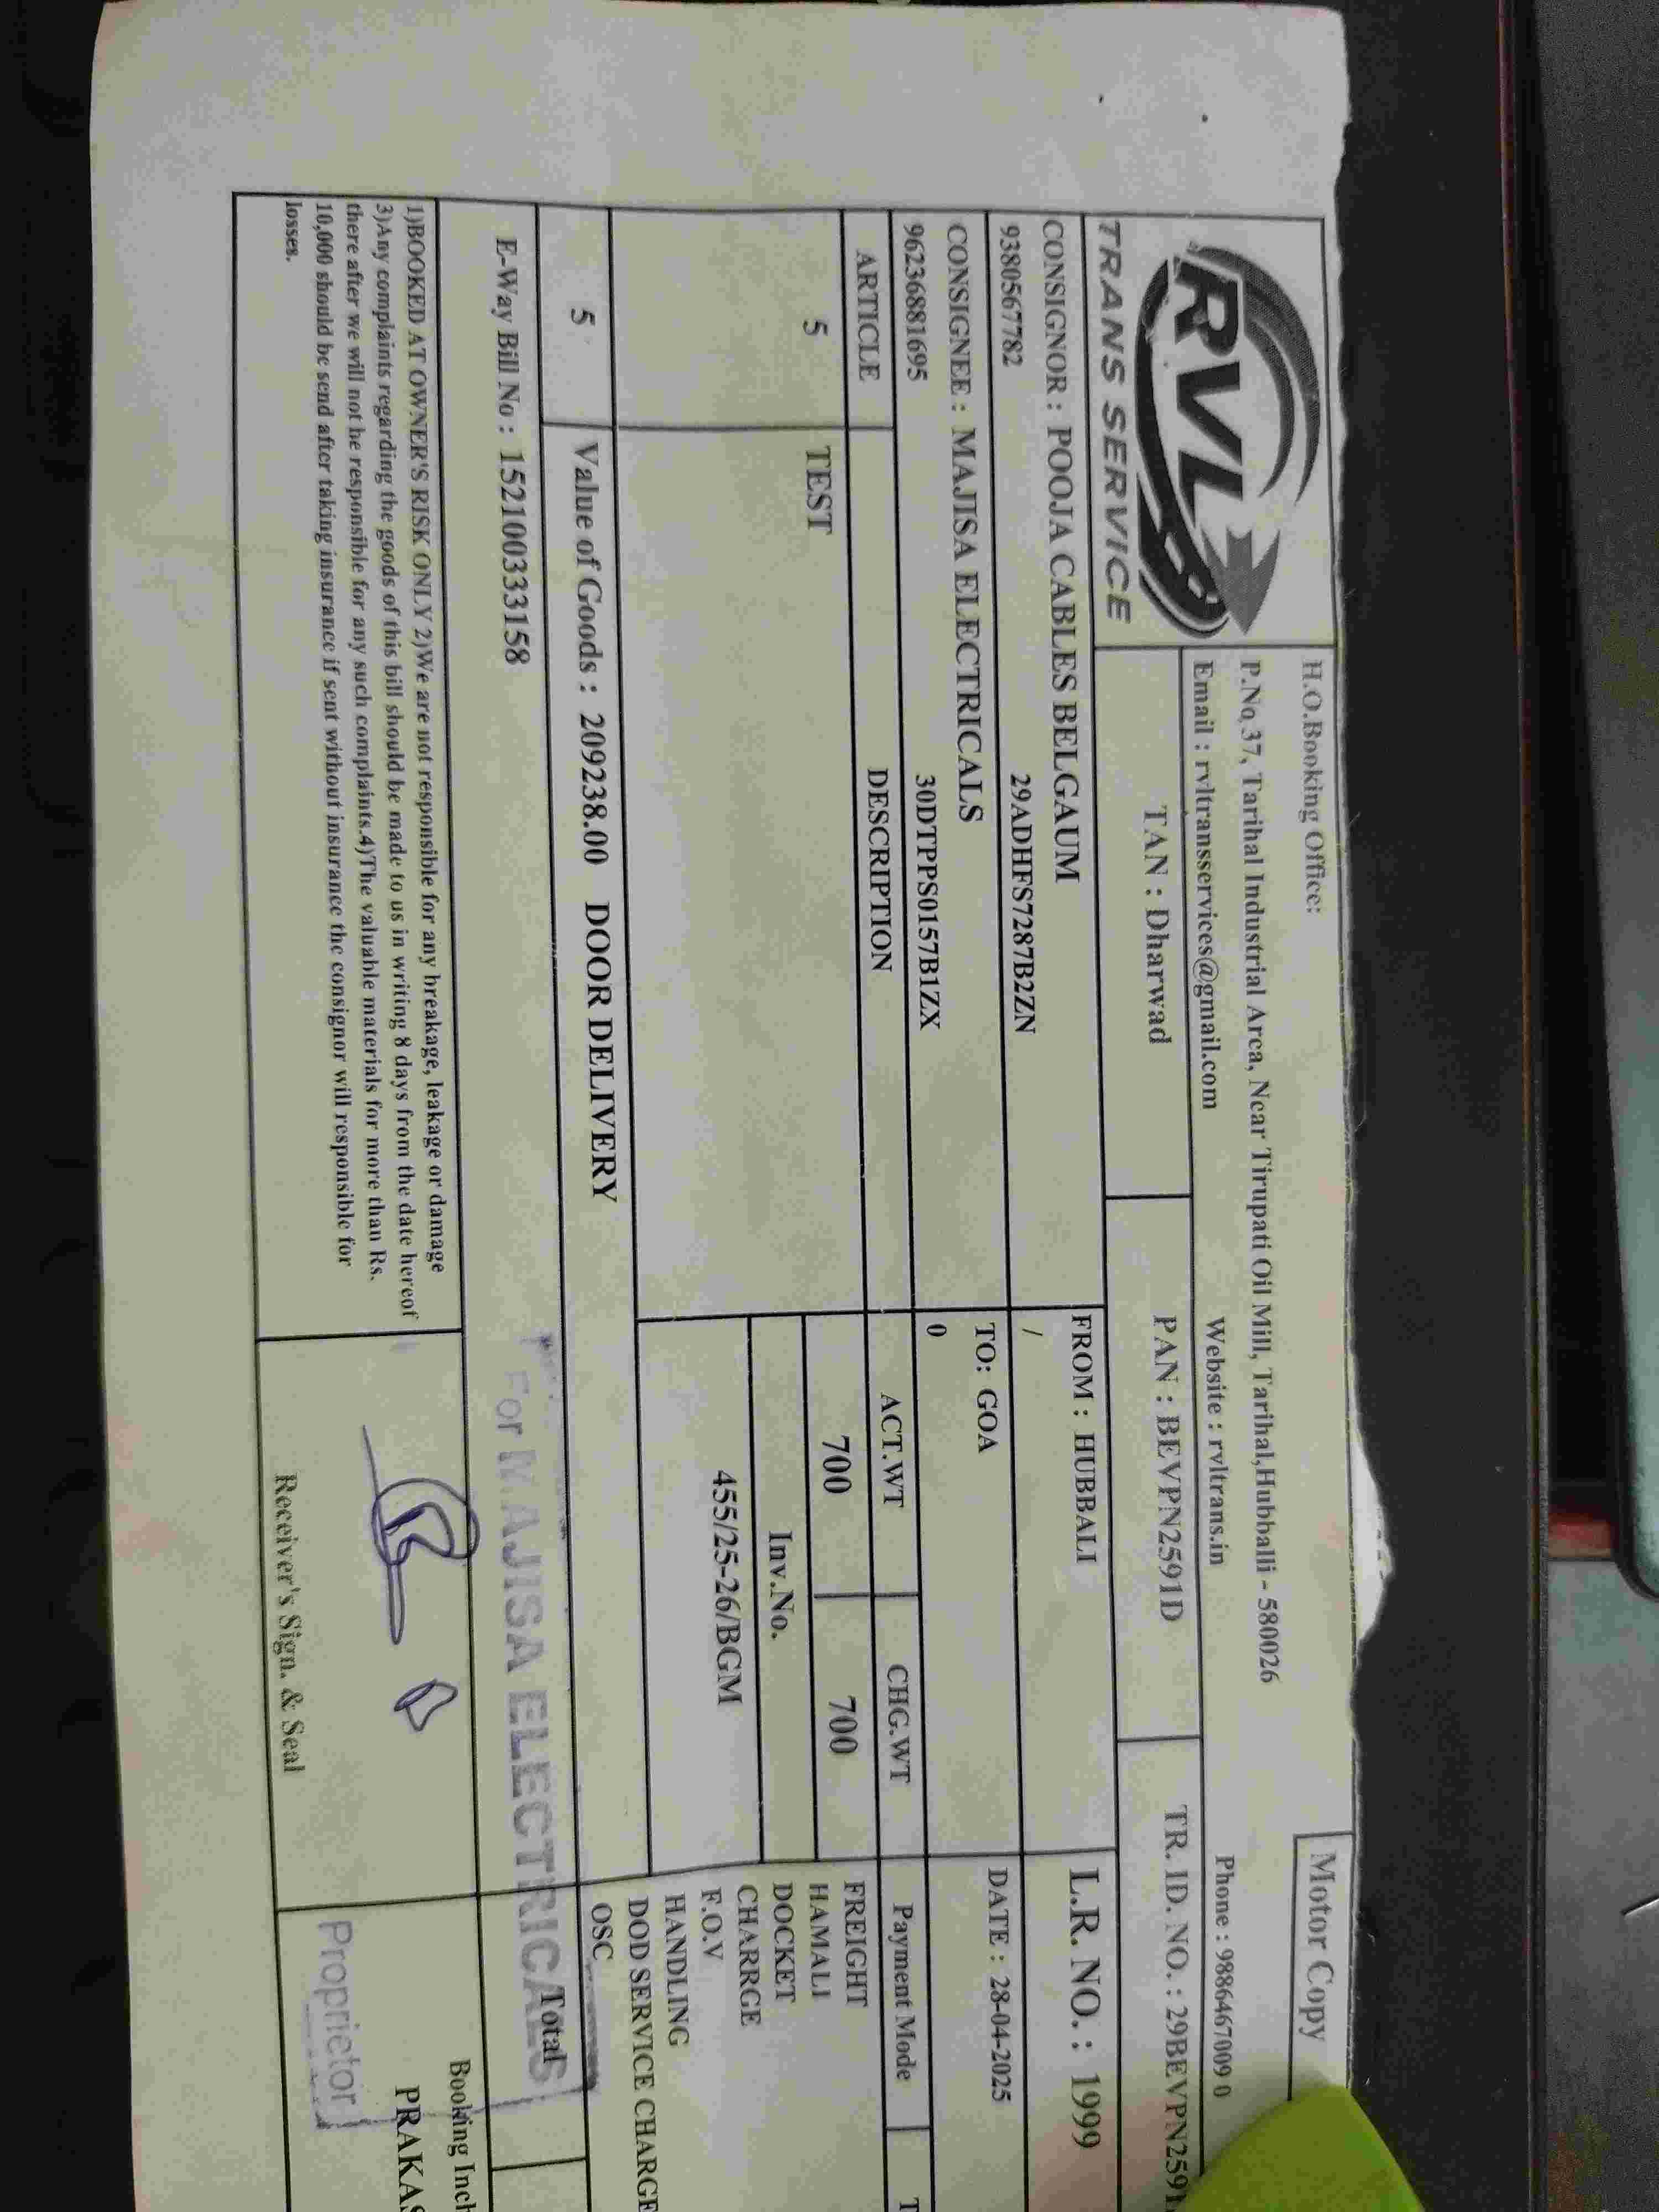 RVL
TRANS SERVICE
Motor Copy
H.O.Booking Office:
P.No 37, Tarihal Industrial Area, Near Tirupati Oil Mill, Tarihal,Hubballi - 580026
Email : rvltransservices@gmail.com Website : rvltrans.in Phone : 9886467009 0
TAN : Dharwad PAN : BEVPN2591D TR. ID. NO. : 29BEVPN2591
CONSIGNOR : POOJA CABLES BELGAUM FROM : HUBBALI L.R. NO. : 1999
9380567782 29ADHFS7287B2ZN /
CONSIGNEE : MAJISA ELECTRICALS TO: GOA DATE : 28-04-2025
96236881695 30DTPPS0157B1ZX 0
ARTICLE DESCRIPTION ACT.WT CHG.WT Payment Mode T
5 TEST 700 700 FREIGHT
HAMALI
Inv.No. DOCKET
CHARRGE
455/25-26/BGM F.O.V
HANDLING
DOD SERVICE CHARGE
5 Value of Goods : 209238.00 DOOR DELIVERY OSC
E-Way Bill No : 152100333158 Total
For MAJISA ELECTRICALS
1)BOOKED AT OWNER'S RISK ONLY 2)We are not responsible for any breakage, leakage or damage
3)Any complaints regarding the goods of this bill should be made to us in writing 8 days from the date hereof
there after we will not be responsible for any such complaints.4)The valuable materials for more than Rs.
10,000 should be send after taking insurance if sent without insurance the consignor will responsible for
losses.
Receiver's Sign. & Seal
Booking Inch
PRAKAS
Proprietor